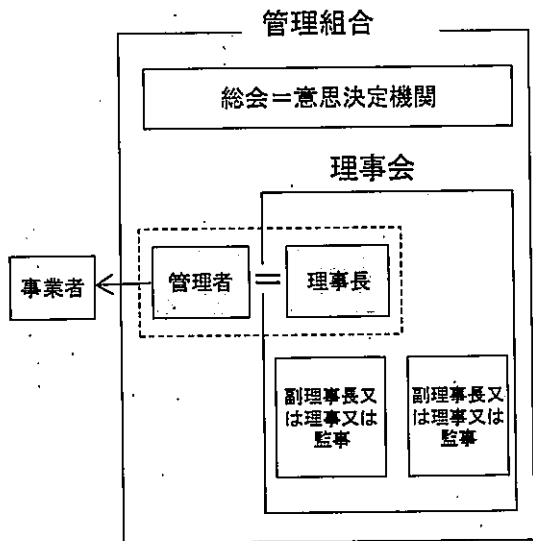 管理組合
総会＝意思決定機関
理事会
事業者
管理者
＝
理事長
副理事長又
は理事又は
監事
副理事長又
は理事又は
監事